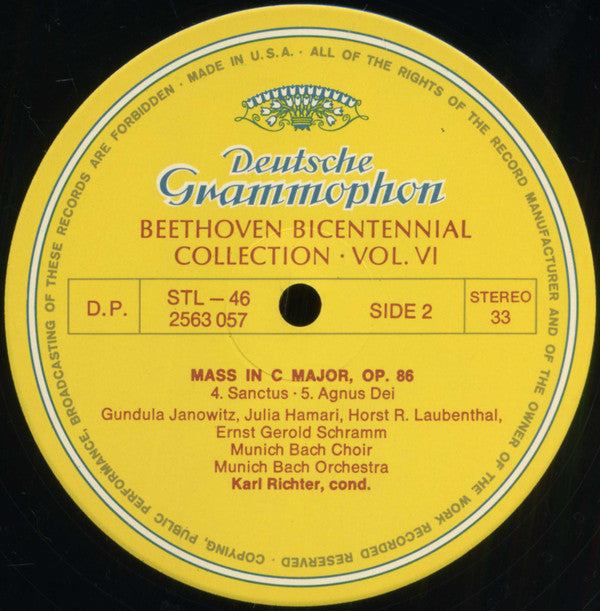 MADE IN U.S.A. · ALL OF THE RIGHTS OF THE RECORD MANUFACTURER AND OF THE OWNER OF THE WORK RECORDED RESERVED · COPYING, PUBLIC PERFORMANCE, BROADCASTING OF THESE RECORDS ARE FORBIDDEN ·
Deutsche
Grammophon
BEETHOVEN BICENTENNIAL
COLLECTION · VOL. VI
D.P.
STL — 46
2563 057
SIDE 2
STEREO
33
MASS IN C MAJOR, OP. 86
4. Sanctus · 5. Agnus Dei
Gundula Janowitz, Julia Hamari, Horst R. Laubenthal,
Ernst Gerold Schramm
Munich Bach Choir
Munich Bach Orchestra
Karl Richter, cond.